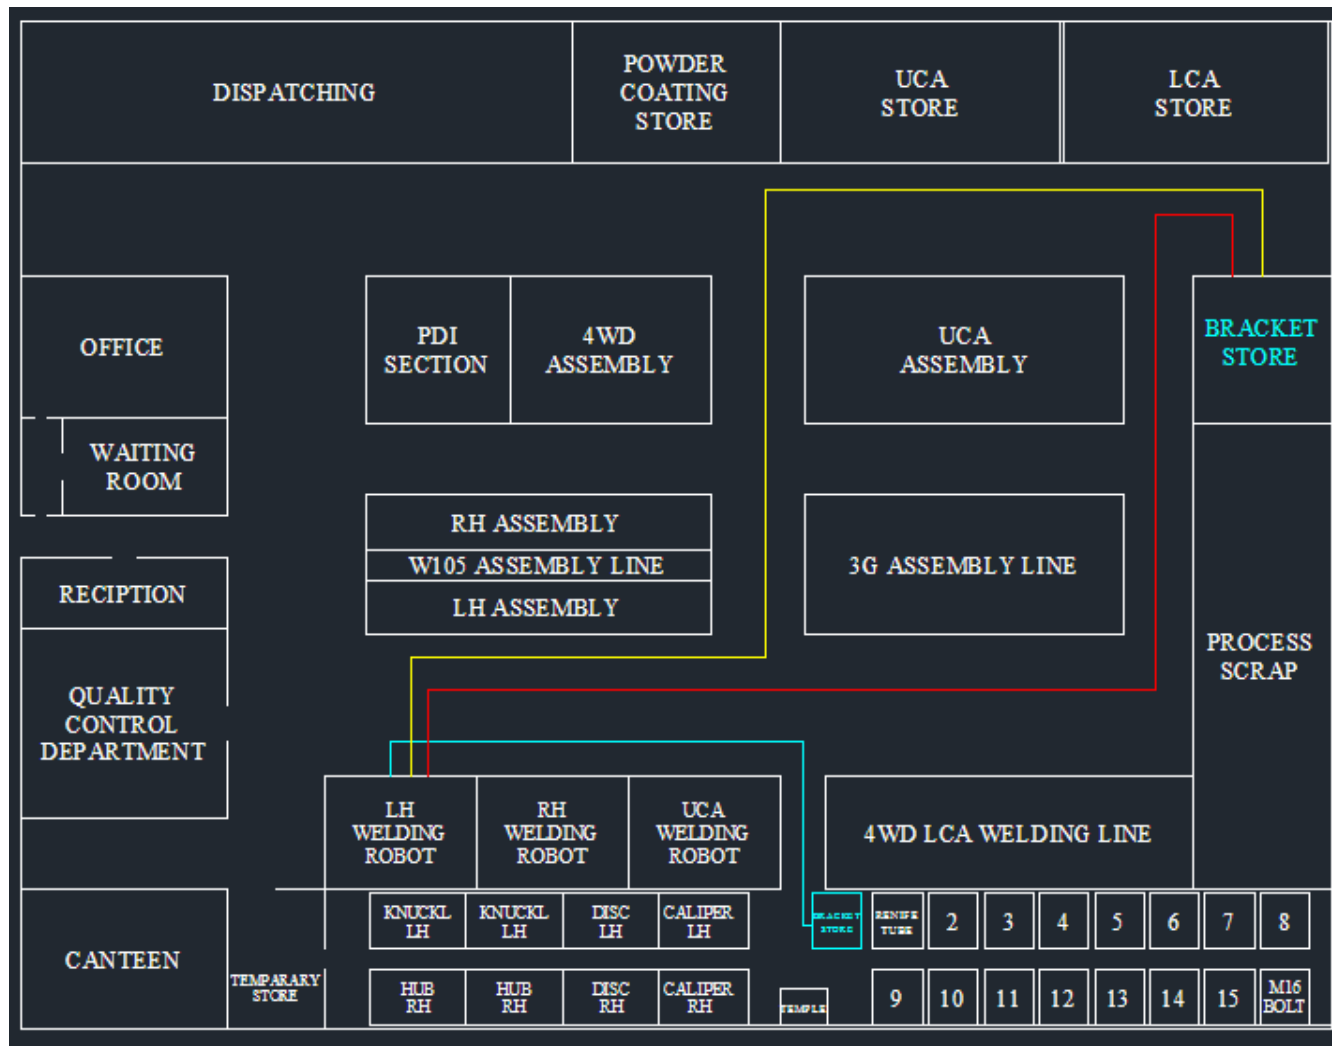 DISPATCHING
POWDER
COATING
STORE
UCA
STORE
LCA
STORE
OFFICE
PDI
SECTION
4WD
ASSEMBLY
UCA
ASSEMBLY
BRACKET
STORE
WAITING
ROOM
RH ASSEMBLY
W105 ASSEMBLY LINE
LH ASSEMBLY
3G ASSEMBLY LINE
RECIPTION
PROCESS
SCRAP
QUALITY
CONTROL
DEPARTMENT
LH
WELDING
ROBOT
RH
WELDING
ROBOT
UCA
WELDING
ROBOT
4WD LCA WELDING LINE
KNUCKL
LH
KNUCKL
LH
DISC
LH
CALIPER
LH
BRACKET
STORE
TUBE
2
3
4
5
6
7
8
CANTEEN
TEMPARARY
STORE
HUB
RH
HUB
RH
DISC
RH
CALIPER
RH
TEMPLE
9
10
11
12
13
14
15
M16
BOLT